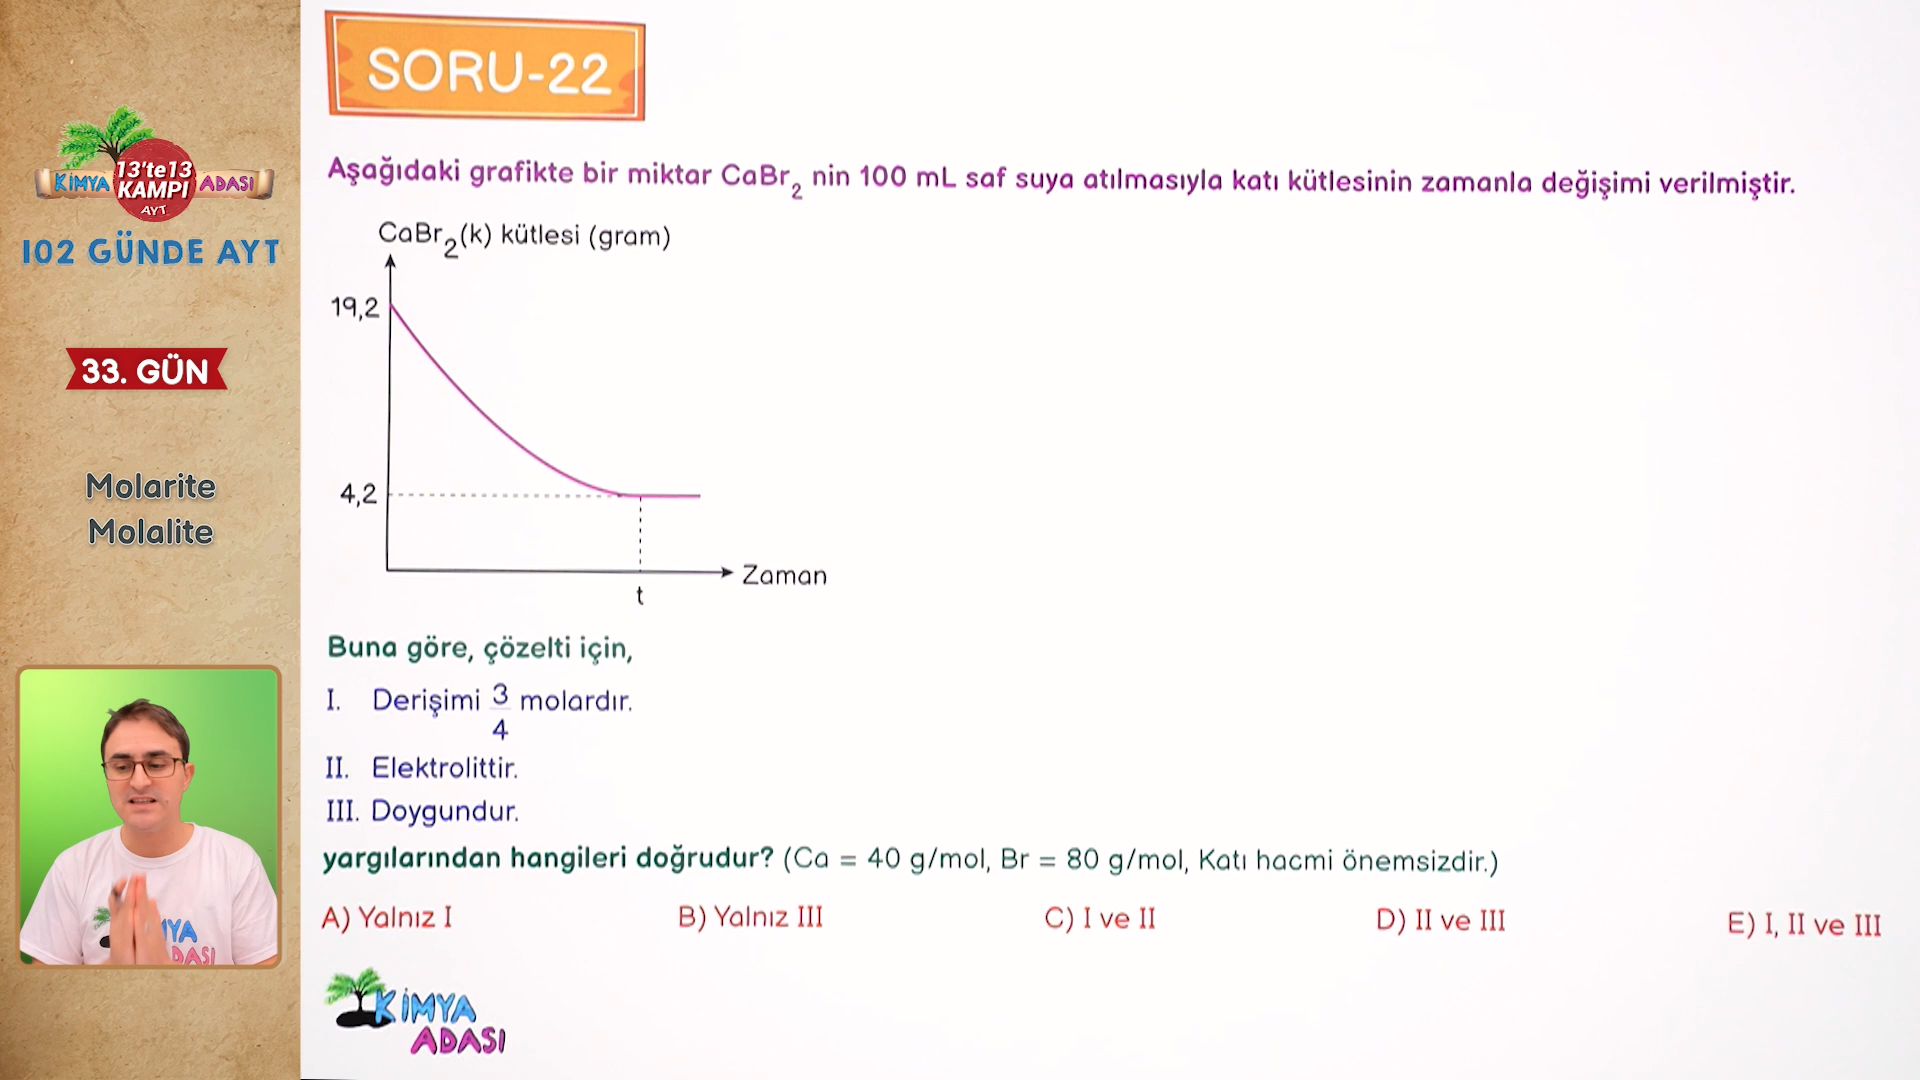 SORU-22
KİMYA 13'te13 KAMPI AYT ADASI
102 GÜNDE AYT
33. GÜN
Molarite
Molalite
Aşağıdaki grafikte bir miktar CaBr₂ nin 100 mL saf suya atılmasıyla katı kütlesinin zamanla değişimi verilmiştir.
CaBr₂(k) kütlesi (gram)
19,2
4,2
Zaman
t
Buna göre, çözelti için,
I. Derişimi 3/4 molardır.
II. Elektrolittir.
III. Doygundur.
yargılarından hangileri doğrudur? (Ca = 40 g/mol, Br = 80 g/mol, Katı hacmi önemsizdir.)
A) Yalnız I B) Yalnız III C) I ve II D) II ve III E) I, II ve III
KİMYA
ADASI